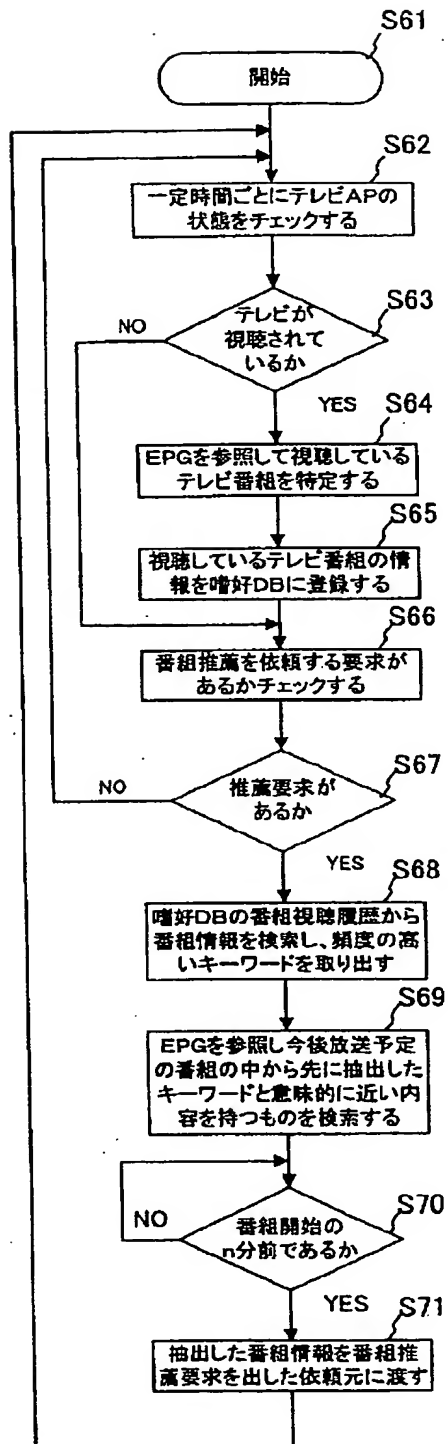 S61
開始
S62
一定時間ごとにテレビAPの
状態をチェックする
S63
テレビが
視聴されて
いるか
NO
YES
S64
EPGを参照して視聴している
テレビ番組を特定する
S65
視聴しているテレビ番組の情
報を嗜好DBに登録する
S66
番組推薦を依頼する要求が
あるかチェックする
S67
推薦要求が
あるか
NO
YES
S68
嗜好DBの番組視聴履歴から
番組情報を検索し、頻度の高
いキーワードを取り出す
S69
EPGを参照し今後放送予定
の番組の中から先に抽出した
キーワードと意味的に近い内
容を持つものを検索する
S70
番組開始の
n分前であるか
NO
YES
S71
抽出した番組情報を番組推
薦要求を出した依頼元に渡す